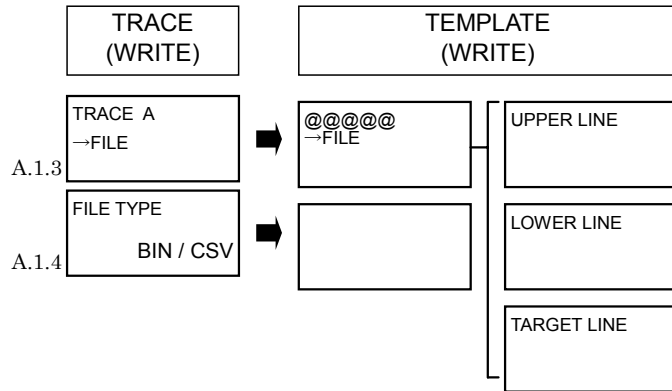 TRACE
(WRITE)
TEMPLATE
(WRITE)
TRACE A
→FILE
A.1.3
@@@@@
→FILE
UPPER LINE
FILE TYPE
BIN / CSV
A.1.4
LOWER LINE
TARGET LINE